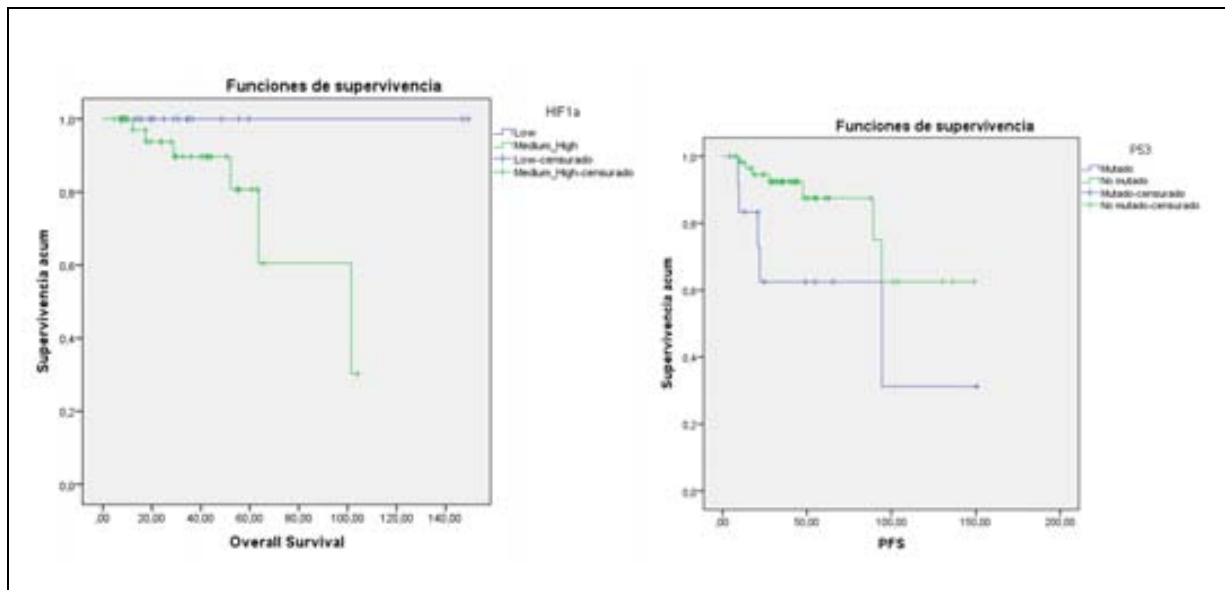 Funciones de supervivencia
HIF1a
Low
Medium_High
Low-censurado
Medium_High-censurado
Supervivencia acum
1,0
0,8
0,6
0,4
0,2
0,0
,00
20,00
40,00
60,00
80,00
100,00
120,00
140,00
Overall Survival
Funciones de supervivencia
P53
Mutado
No mutado
Mutado-censurado
No mutado-censurado
Supervivencia acum
1,0
0,8
0,6
0,4
0,2
0,0
,00
50,00
100,00
150,00
200,00
PFS